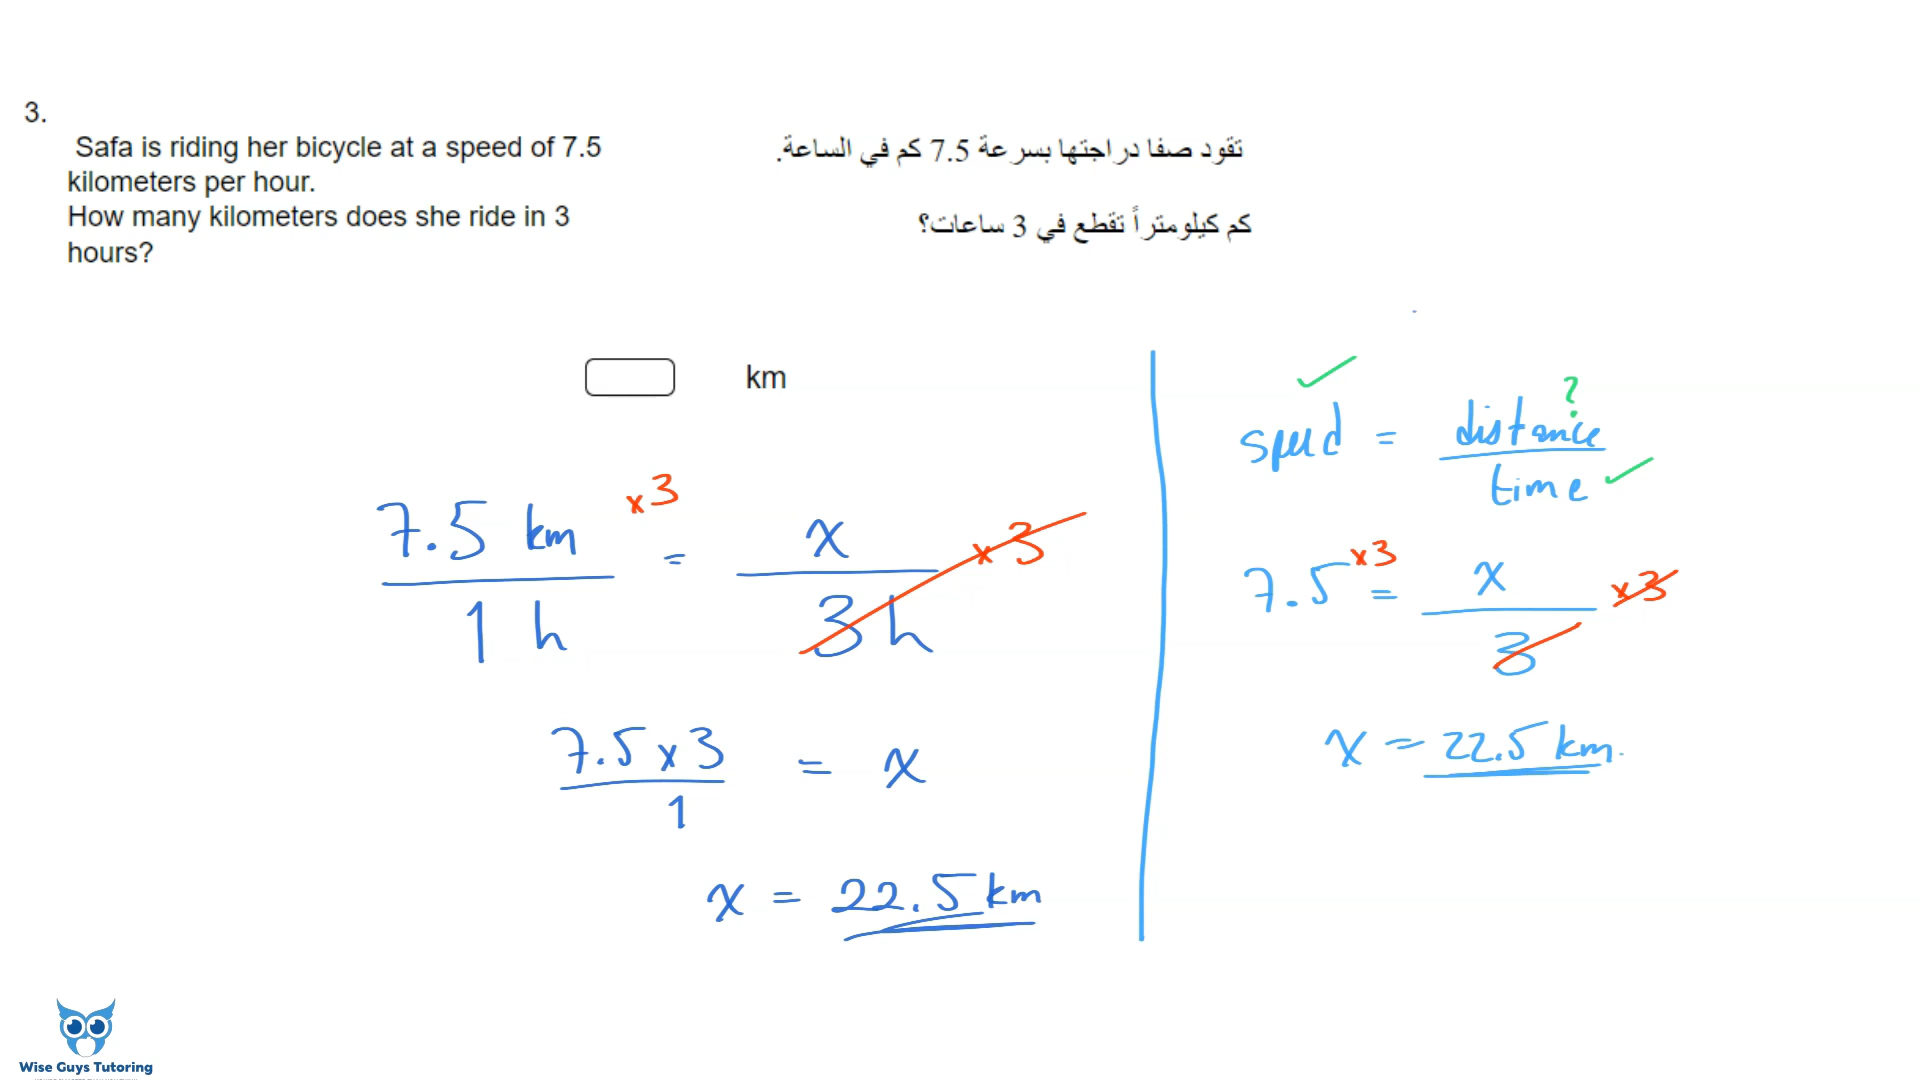 3.
Safa is riding her bicycle at a speed of 7.5
kilometers per hour.
How many kilometers does she ride in 3
hours?
تقود صفا دراجتها بسرعة 7.5 كم في الساعة.
كم كيلومتراً تقطع في 3 ساعات؟
km
7.5 km ×3 = x ×3
1 h 3 h
7.5 × 3 = x
1
x = 22.5 km
speed = distance ?
time
7.5 ×3 = x ×3
3
x = 22.5 km.
Wise Guys Tutoring